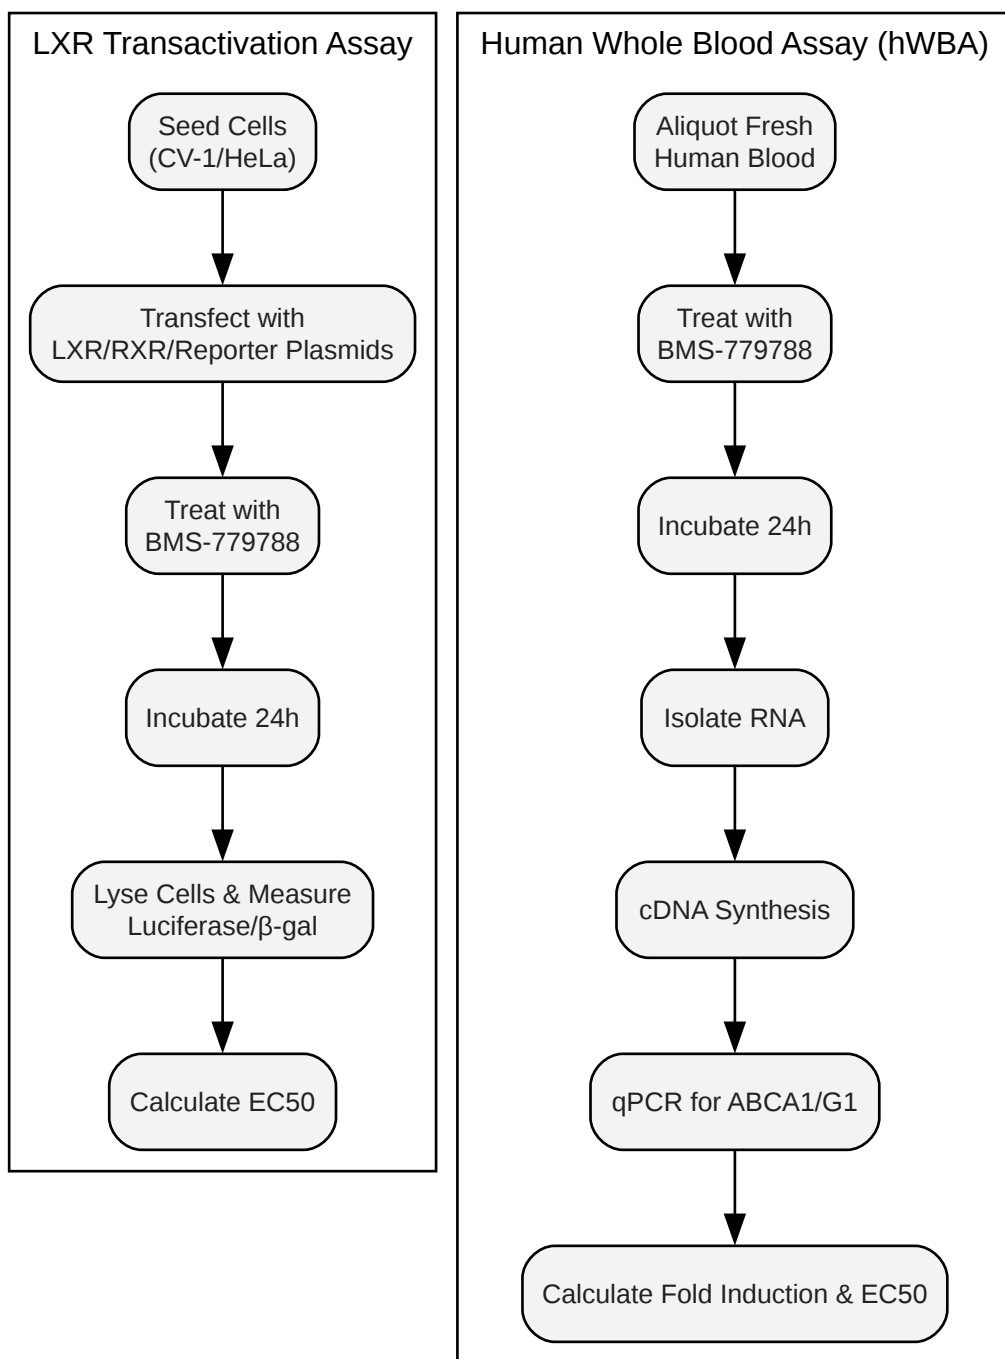 LXR Transactivation Assay
Seed Cells
(CV-1/HeLa)
Transfect with
LXR/RXR/Reporter Plasmids
Treat with
BMS-779788
Incubate 24h
Lyse Cells & Measure
Luciferase/β-gal
Calculate EC50
Human Whole Blood Assay (hWBA)
Aliquot Fresh
Human Blood
Treat with
BMS-779788
Incubate 24h
Isolate RNA
cDNA Synthesis
qPCR for ABCA1/G1
Calculate Fold Induction & EC50